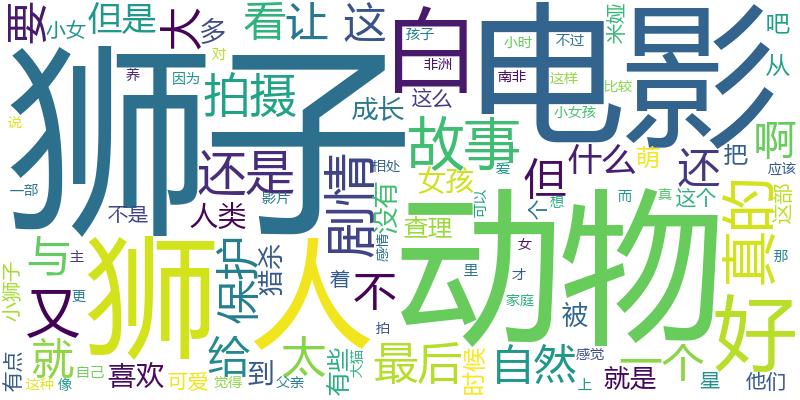 要
小女
但是
大
多
看
让
这
白
孩子
非洲
电影
小时
不过
南非
这样
小女孩
米娅
比较
吧
从
对
养
因为
拍摄
成长
这么
狮子
说
一部
还是
剧情
相处
影片
没有
故事
女孩
爱
但
什么
萌
还
把
啊
应该
不是
人类
查理
可以
个
想
而
真
这个
真的
这部
那
与
主
小狮子
又
更
狮
保护
猎杀
人
着
感情
不
动物
里
女
才
家庭
被
好
有点
就
这种
像
自己
喜欢
可爱
给
觉得
到
父亲
太
有些
大猫
拍
最后
时候
自然
感觉
上
一个
就是
星
他们